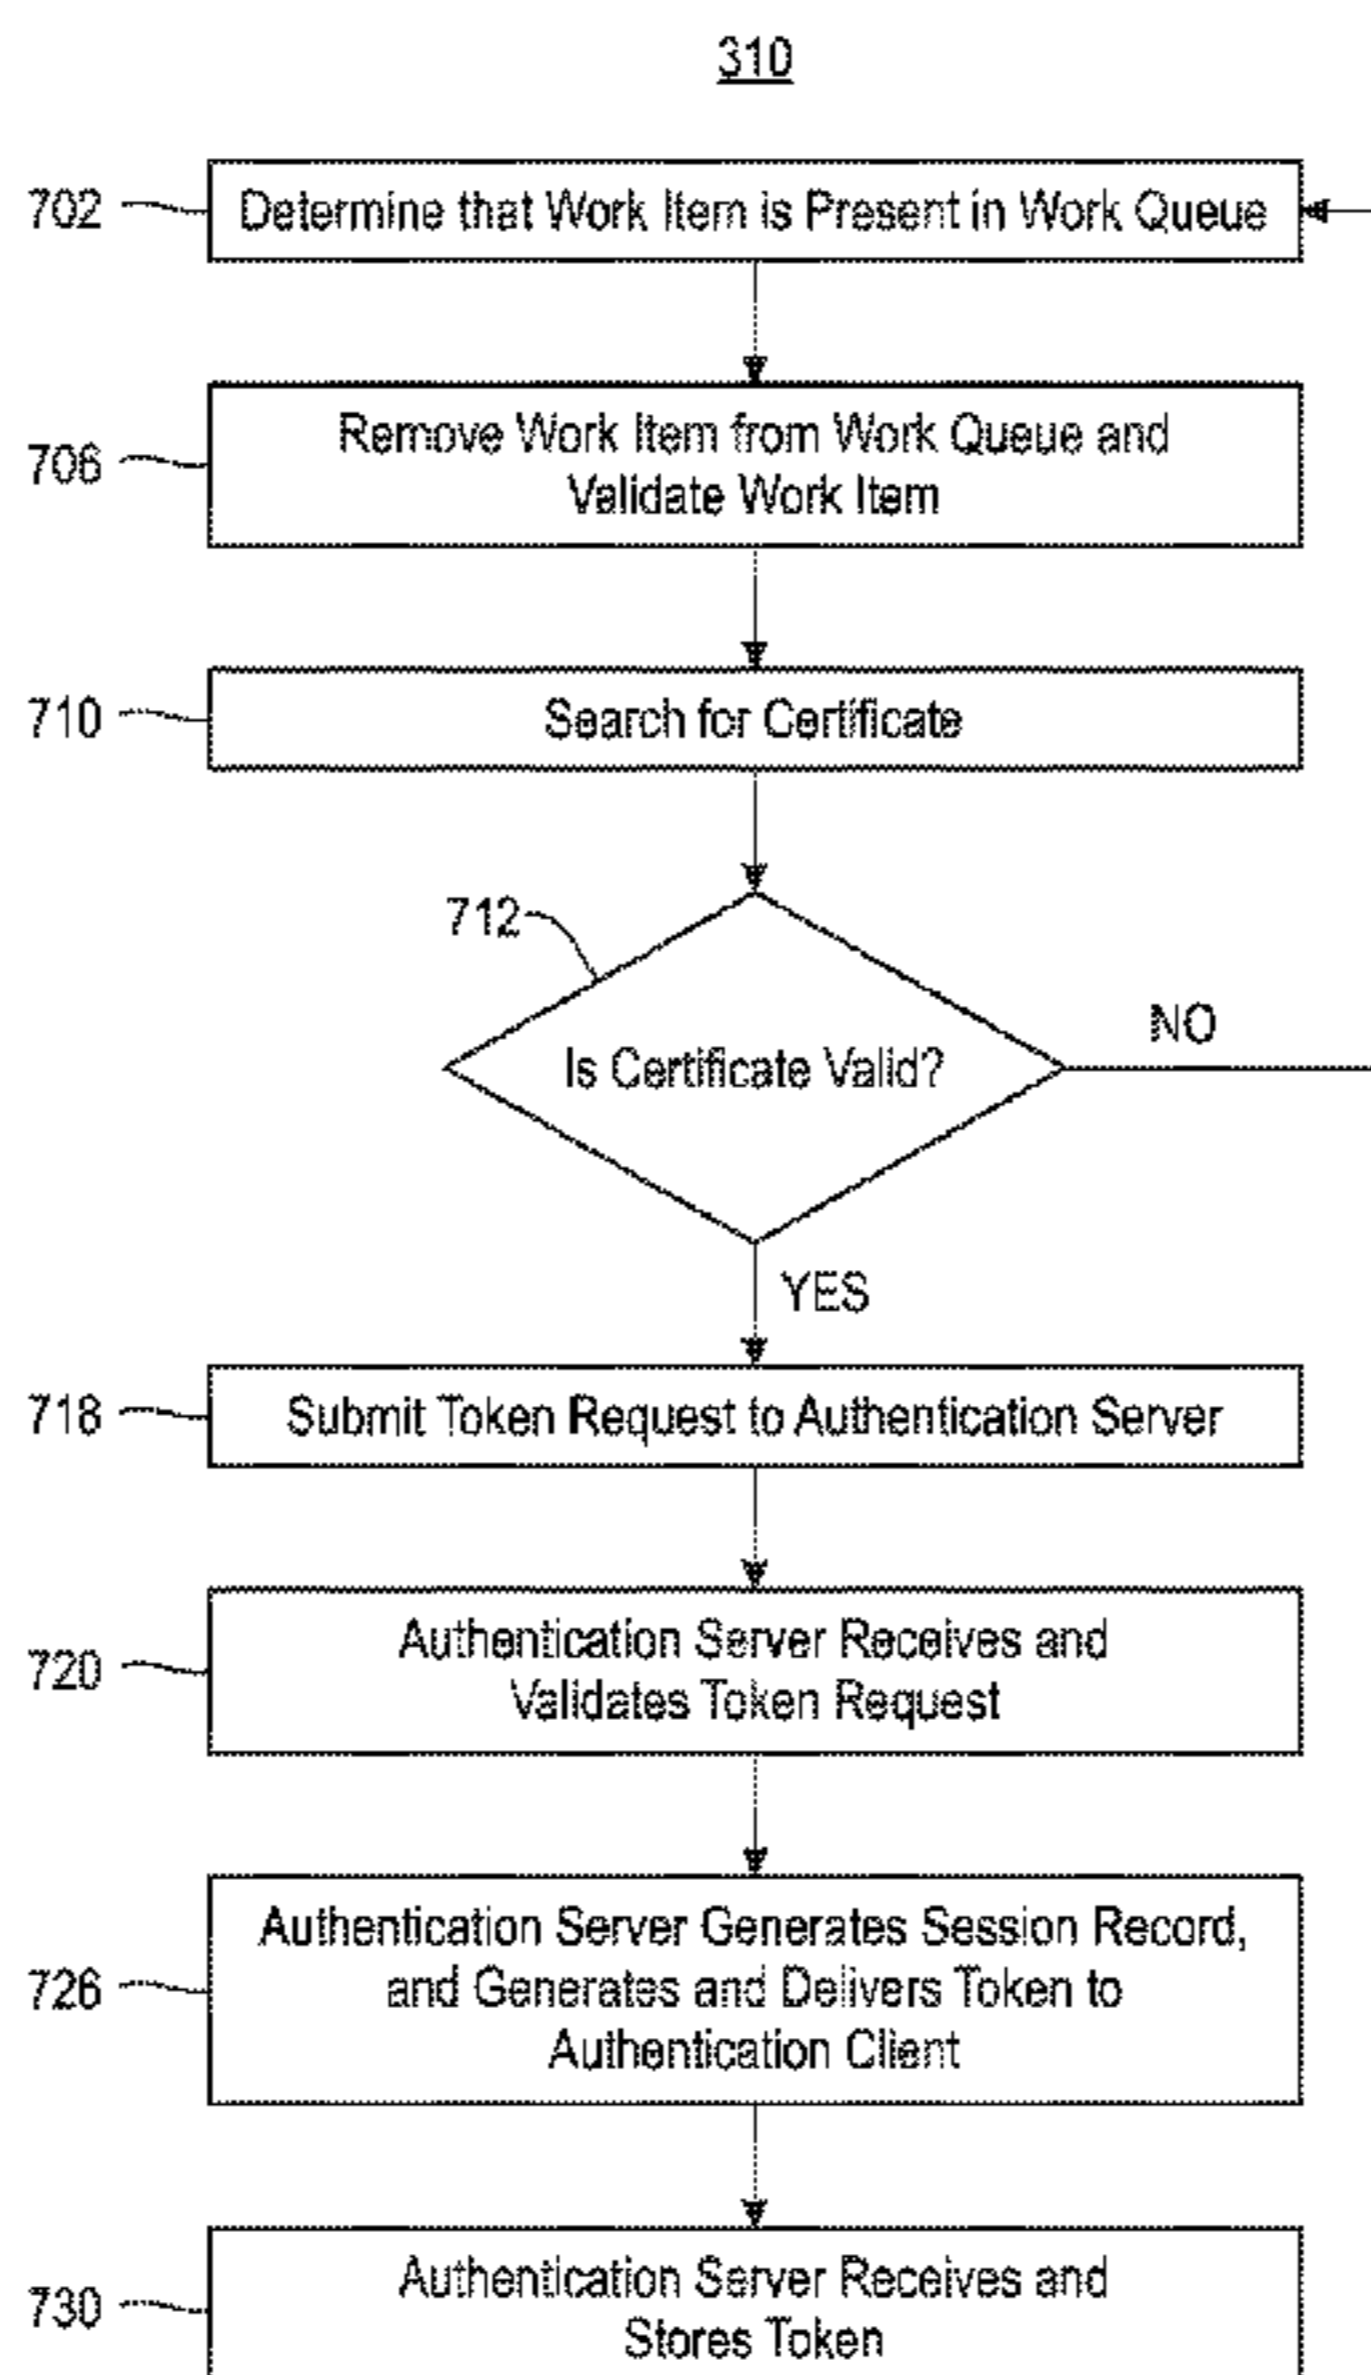 310
702
Determine that Work Item is Present in Work Queue
706
Remove Work Item from Work Queue and
Validate Work Item
710
Search for Certificate
712
Is Certificate Valid?
NO
YES
718
Submit Token Request to Authentication Server
720
Authentication Server Receives and
Validates Token Request
726
Authentication Server Generates Session Record,
and Generates and Delivers Token to
Authentication Client
730
Authentication Server Receives and
Stores Token